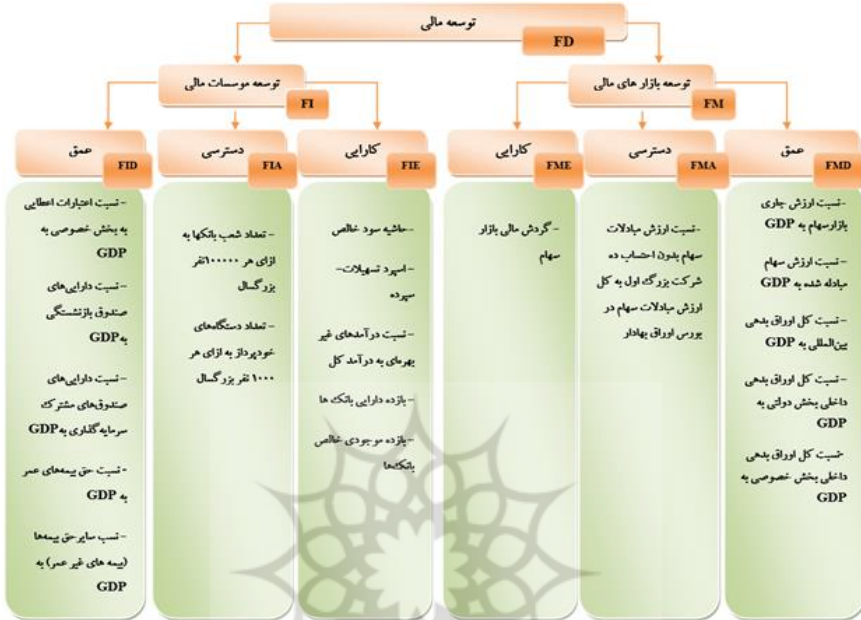 توسعه مالی
FD
توسعه بازار های مالی
FM
توسعه موسسات مالی
FI
عمق
FMD
-نسبت ارزش جاری
بازارسهام به GDP
-نسبت ارزش سهام
مبادله شده به GDP
-نسبت کل اوراق بدهی
بین‌المللی به GDP
-نسبت کل اوراق بدهی
داخلی بخش دولتی به
GDP
-نسبت کل اوراق بدهی
داخلی بخش خصوصی به
GDP
دسترسی
FMA
-نسبت ارزش مبادلات
سهام بدون احتساب ده
شرکت بزرگ اول به کل
ارزش مبادلات سهام در
بورس اوراق بهادار
کارایی
FME
- گردش مالی بازار
سهام
کارایی
FIE
-حاشیه سود خالص
- اسپرد تسهیلات-
سپرده
-نسبت درآمدهای غیر
بهره‌ای به درآمد کل
-بازده دارایی بانک ها
-بازده موجودی خالص
بانک‌ها
دسترسی
FIA
- تعداد شعب بانکها به
ازای هر ۱۰۰۰۰۰نفر
بزرگسال
- تعداد دستگاه‌های
خودپرداز به ازای هر
۱۰۰۰ نفر بزرگسال
عمق
FID
-نسبت اعتبارات اعطایی
به بخش خصوصی به
GDP
-نسبت دارایی‌های
صندوق بازنشستگی
به‌GDP
-نسبت دارایی‌های
صندوق‌های مشترک
سرمایه‌گذاری به‌GDP
-نسبت حق بیمه‌های عمر
به GDP
-نسب سایر حق بیمه‌ها
(بیمه های غیر عمر) به
GDP